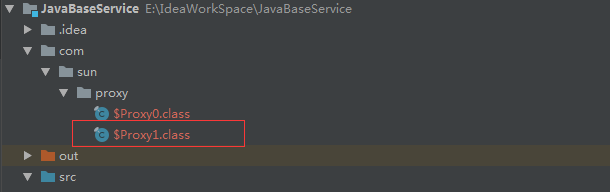 JavaBaseService E:\IdeaWorkSpace\JavaBaseService
.idea
com
sun
proxy
$Proxy0.class
$Proxy1.class
out
src